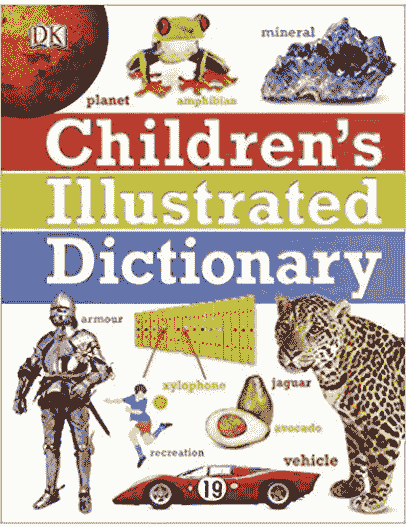 DK
mineral
planet
amphibian
Children's
Illustrated
Dictionary
armour
xylophone
jaguar
avocado
recreation
vehicle
19